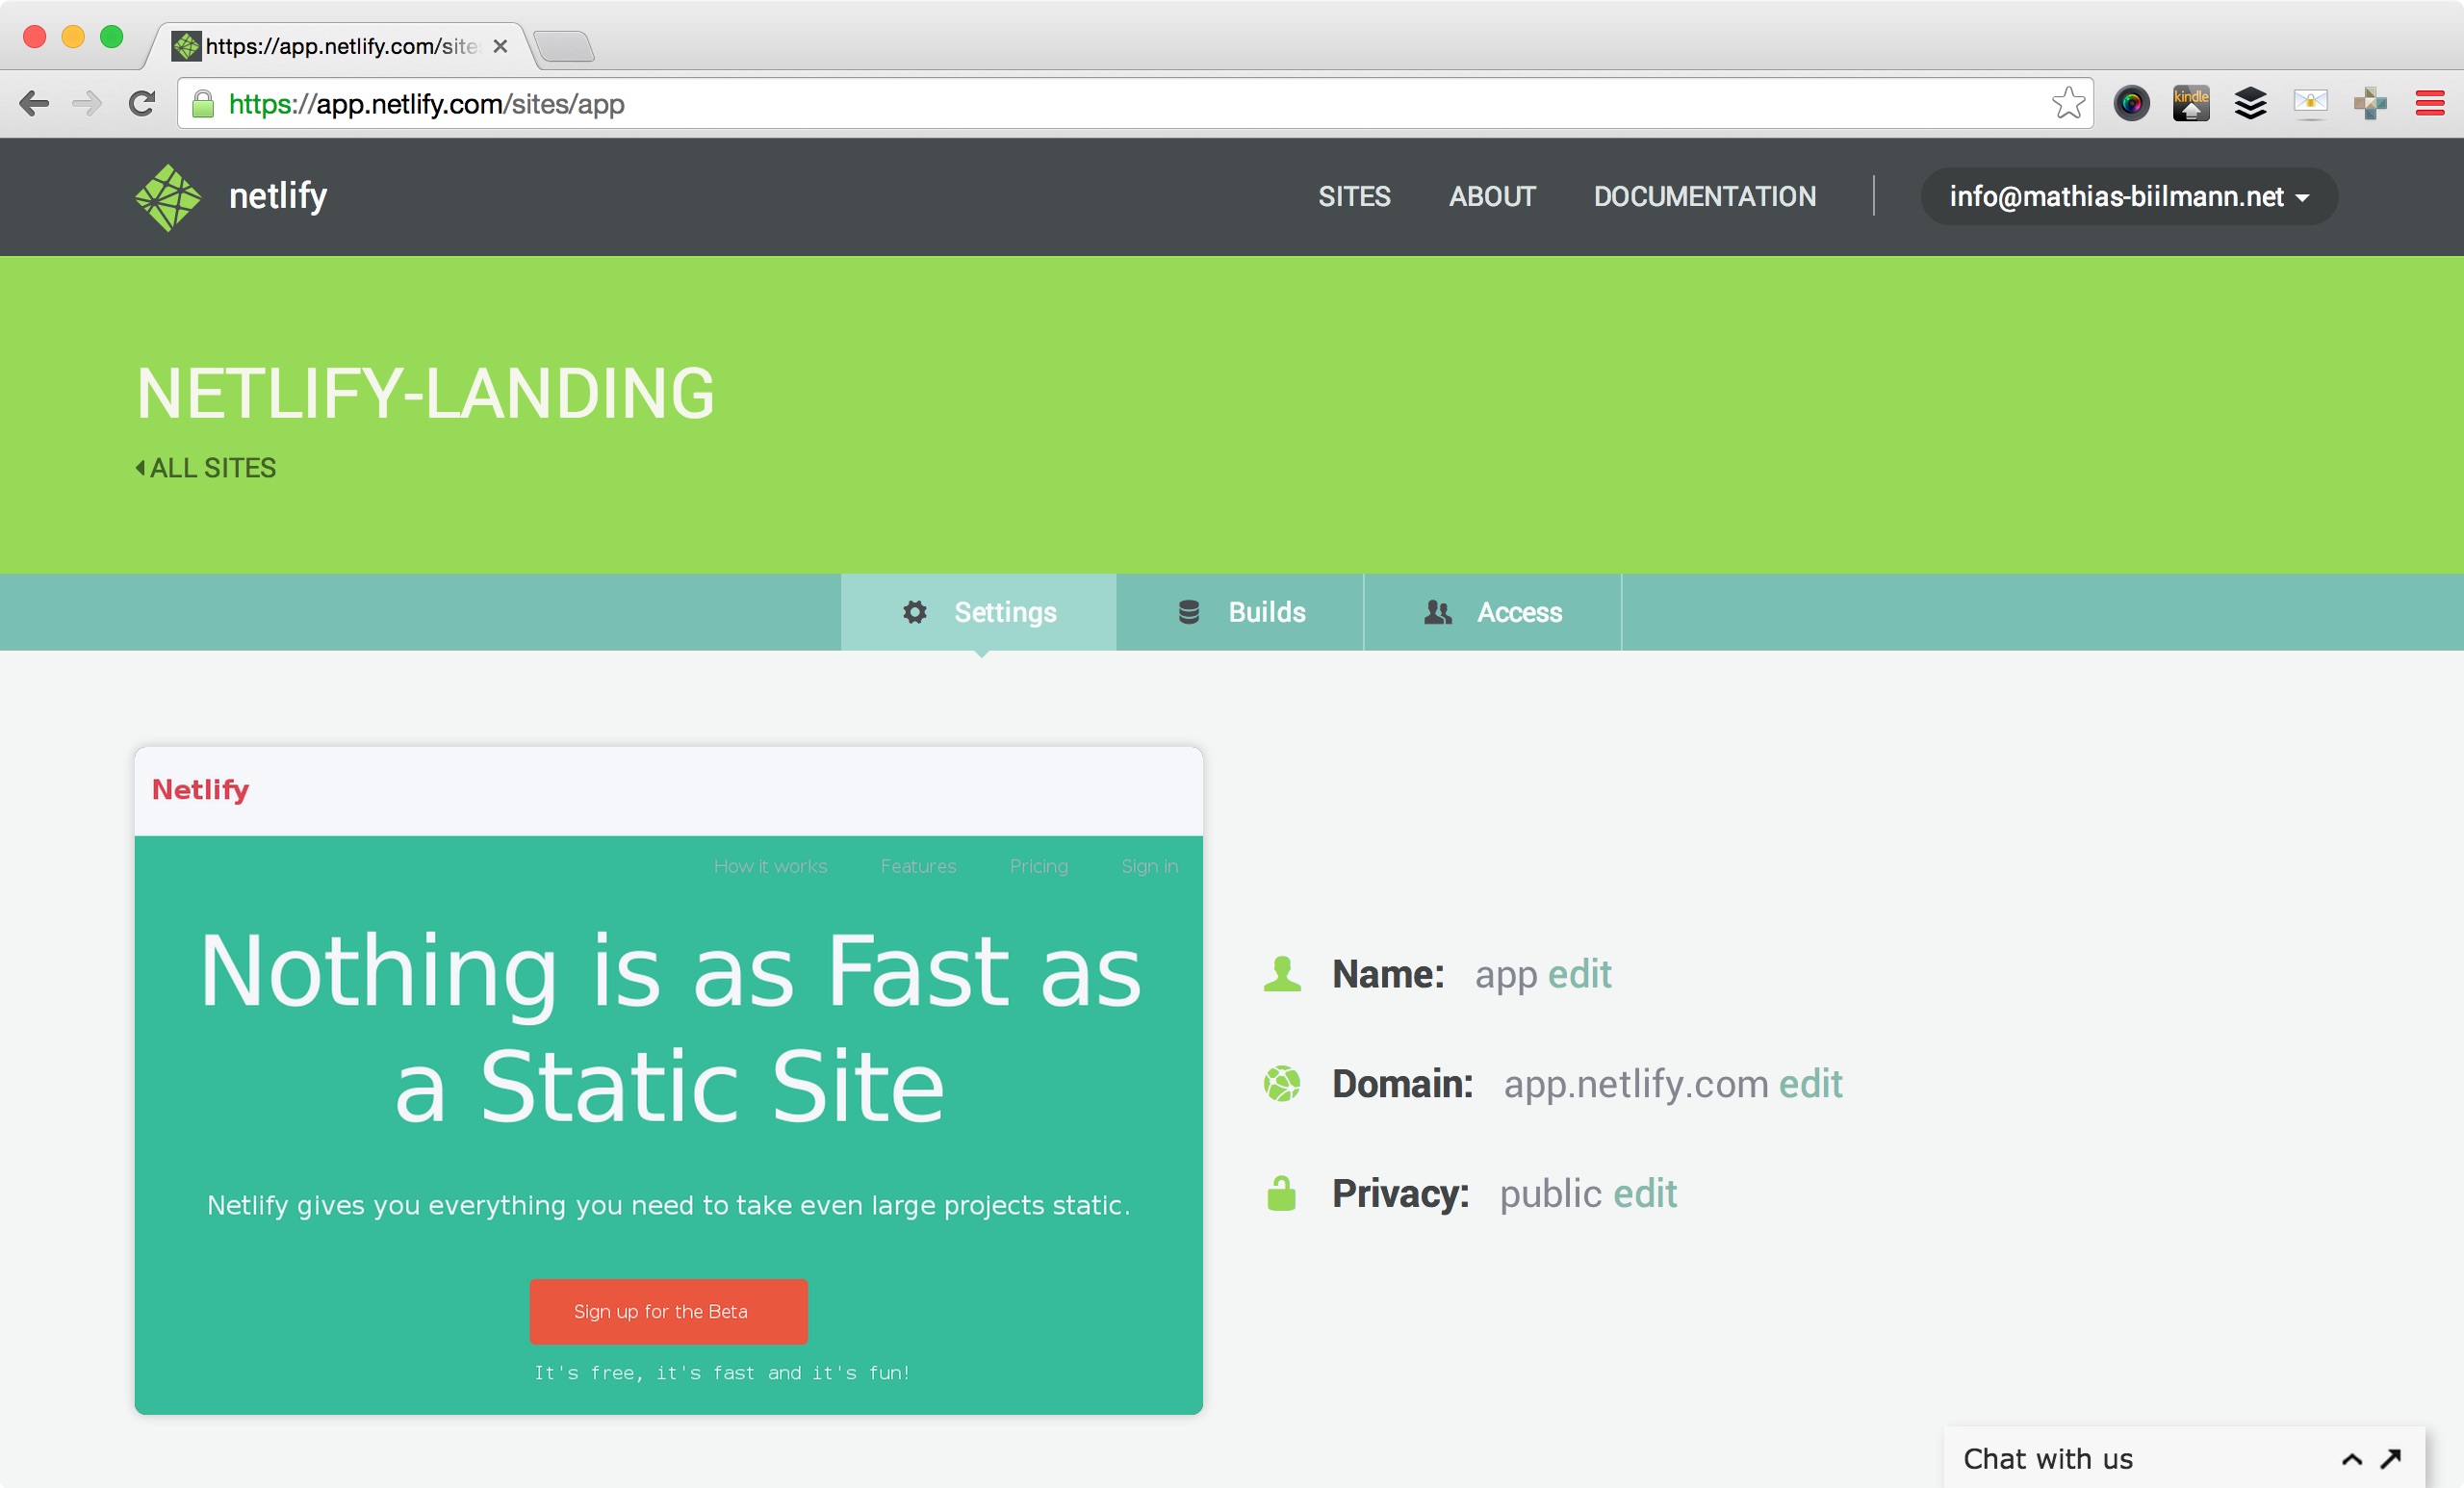 https://app.netlify.com/site
https://app.netlify.com/sites/app
kindle
netlify
SITES ABOUT DOCUMENTATION info@mathias-biilmann.net
NETLIFY-LANDING
ALL SITES
Settings Builds Access
Netlify
How it works Features Pricing Sign in
Nothing is as Fast as
a Static Site
Netlify gives you everything you need to take even large projects static.
Sign up for the Beta
It's free, it's fast and it's fun!
Name: app edit
Domain: app.netlify.com edit
Privacy: public edit
Chat with us